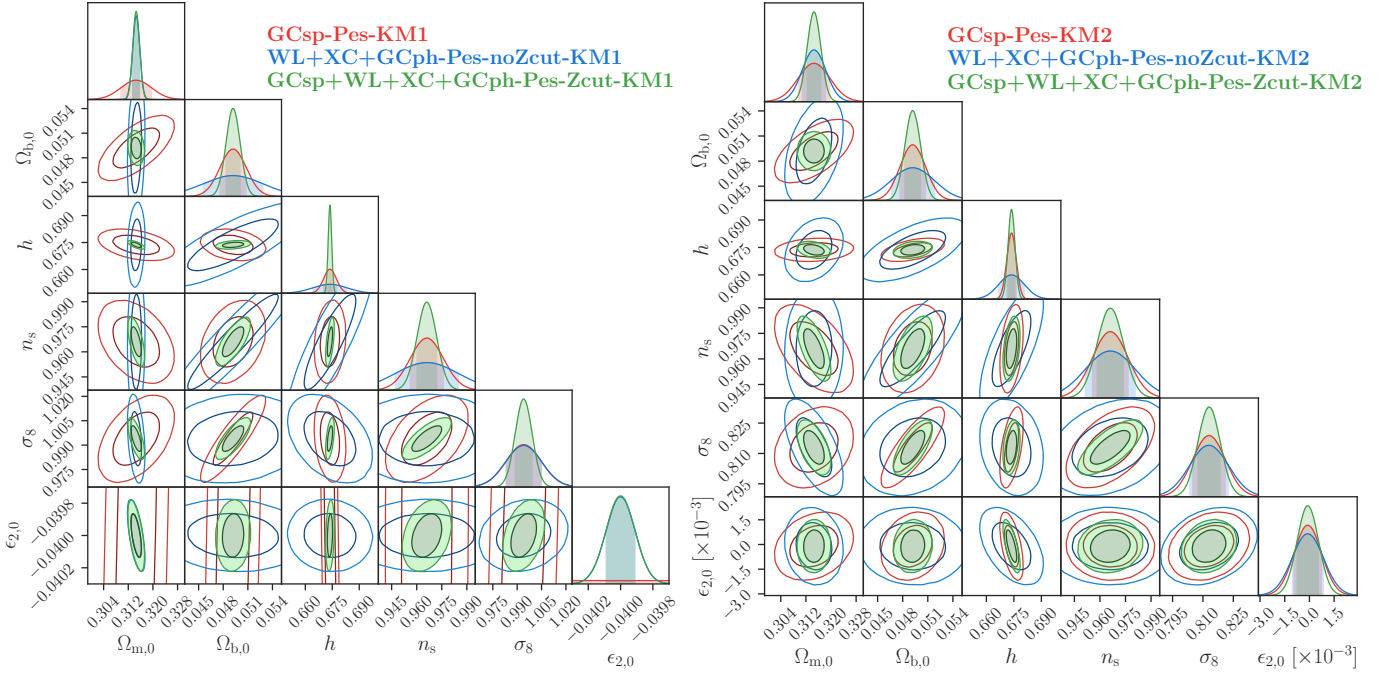 GCsp-Pes-KM1
WL+XC+GCph-Pes-noZcut-KM1
GCsp+WL+XC+GCph-Pes-Zcut-KM1
Ωb,0
0.054
0.051
0.048
0.045
h
0.690
0.675
0.660
ns
0.990
0.975
0.960
0.945
σ8
1.020
1.005
0.990
0.975
ϵ2,0
−0.0398
−0.0400
−0.0402
0.304 0.312 0.320 0.328 0.045 0.048 0.051 0.054 0.660 0.675 0.690 0.945 0.960 0.975 0.990 0.975 0.990 1.005 1.020 −0.0402 −0.0400 −0.0398
Ωm,0 Ωb,0 h ns σ8 ϵ2,0
GCsp-Pes-KM2
WL+XC+GCph-Pes-noZcut-KM2
GCsp+WL+XC+GCph-Pes-Zcut-KM2
Ωb,0
0.054
0.051
0.048
0.045
h
0.690
0.675
0.660
ns
0.990
0.975
0.960
0.945
σ8
0.825
0.810
0.795
ϵ2,0 [×10−3]
1.5
0.0
−1.5
−3.0
0.304 0.312 0.320 0.328 0.045 0.048 0.051 0.054 0.660 0.675 0.690 0.945 0.960 0.975 0.990 0.795 0.810 0.825 −3.0 −1.5 0.0 1.5
Ωm,0 Ωb,0 h ns σ8 ϵ2,0 [×10−3]